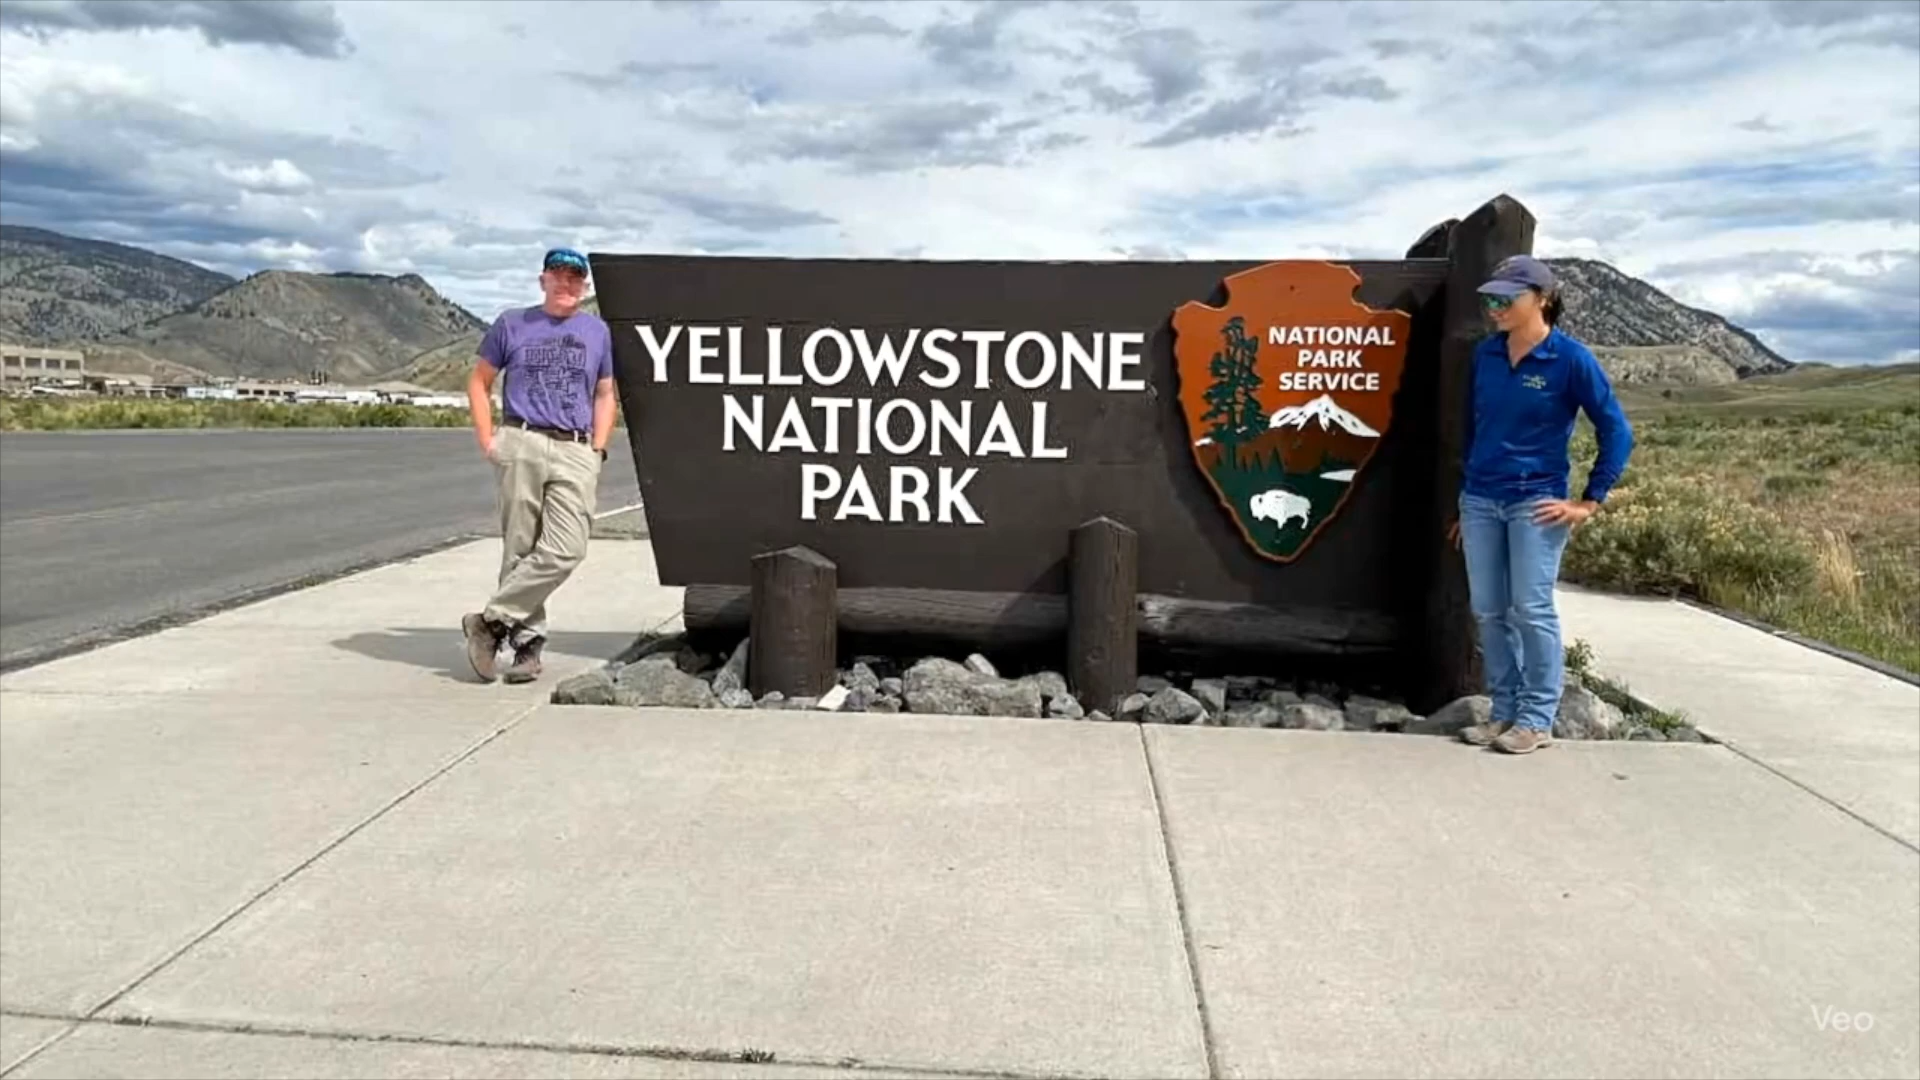 YELLOWSTONE
NATIONAL
PARK
NATIONAL
PARK
SERVICE
Veo